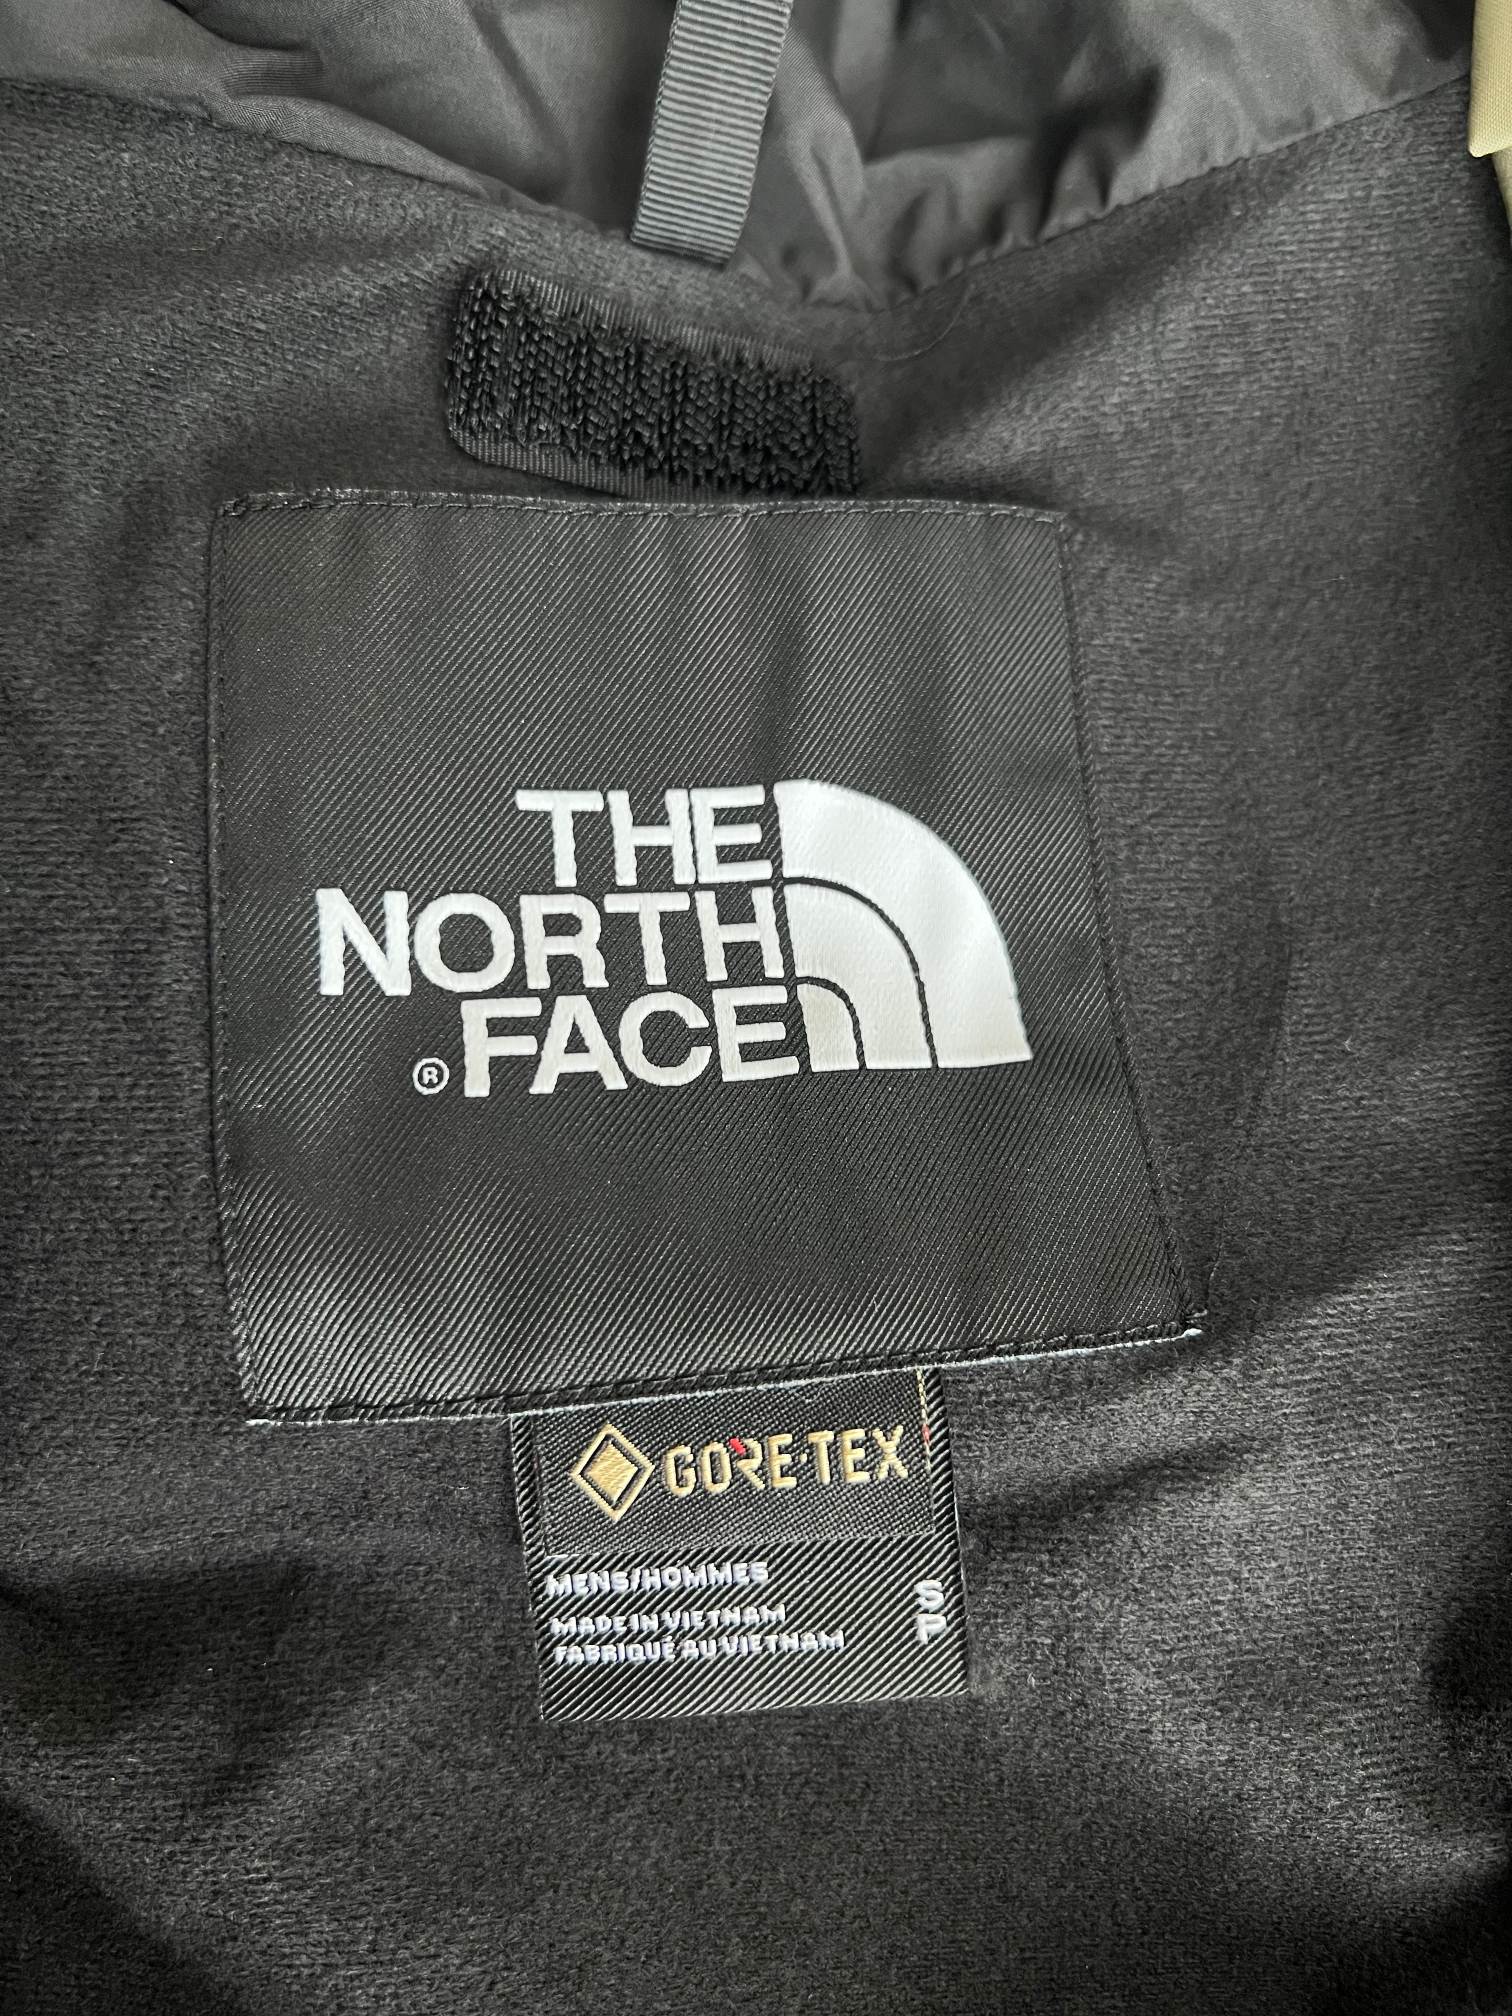 THE
NORTH
® FACE
GORE-TEX
MENS/HOMMES
MADE IN VIETNAM
FABRIQUÉ AU VIETNAM
S
P